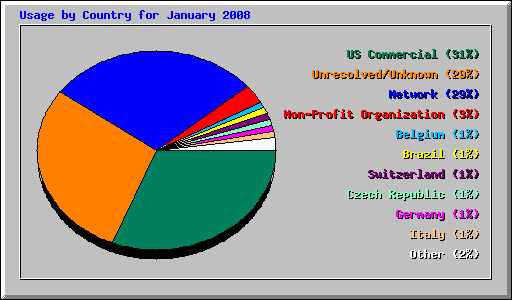 Usage by Country for January 2008
US Commercial (31%)
Unresolved/Unknown (29%)
Network (29%)
Non-Profit Organization (3%)
Belgium (1%)
Brazil (1%)
Switzerland (1%)
Czech Republic (1%)
Germany (1%)
Italy (1%)
Other (2%)